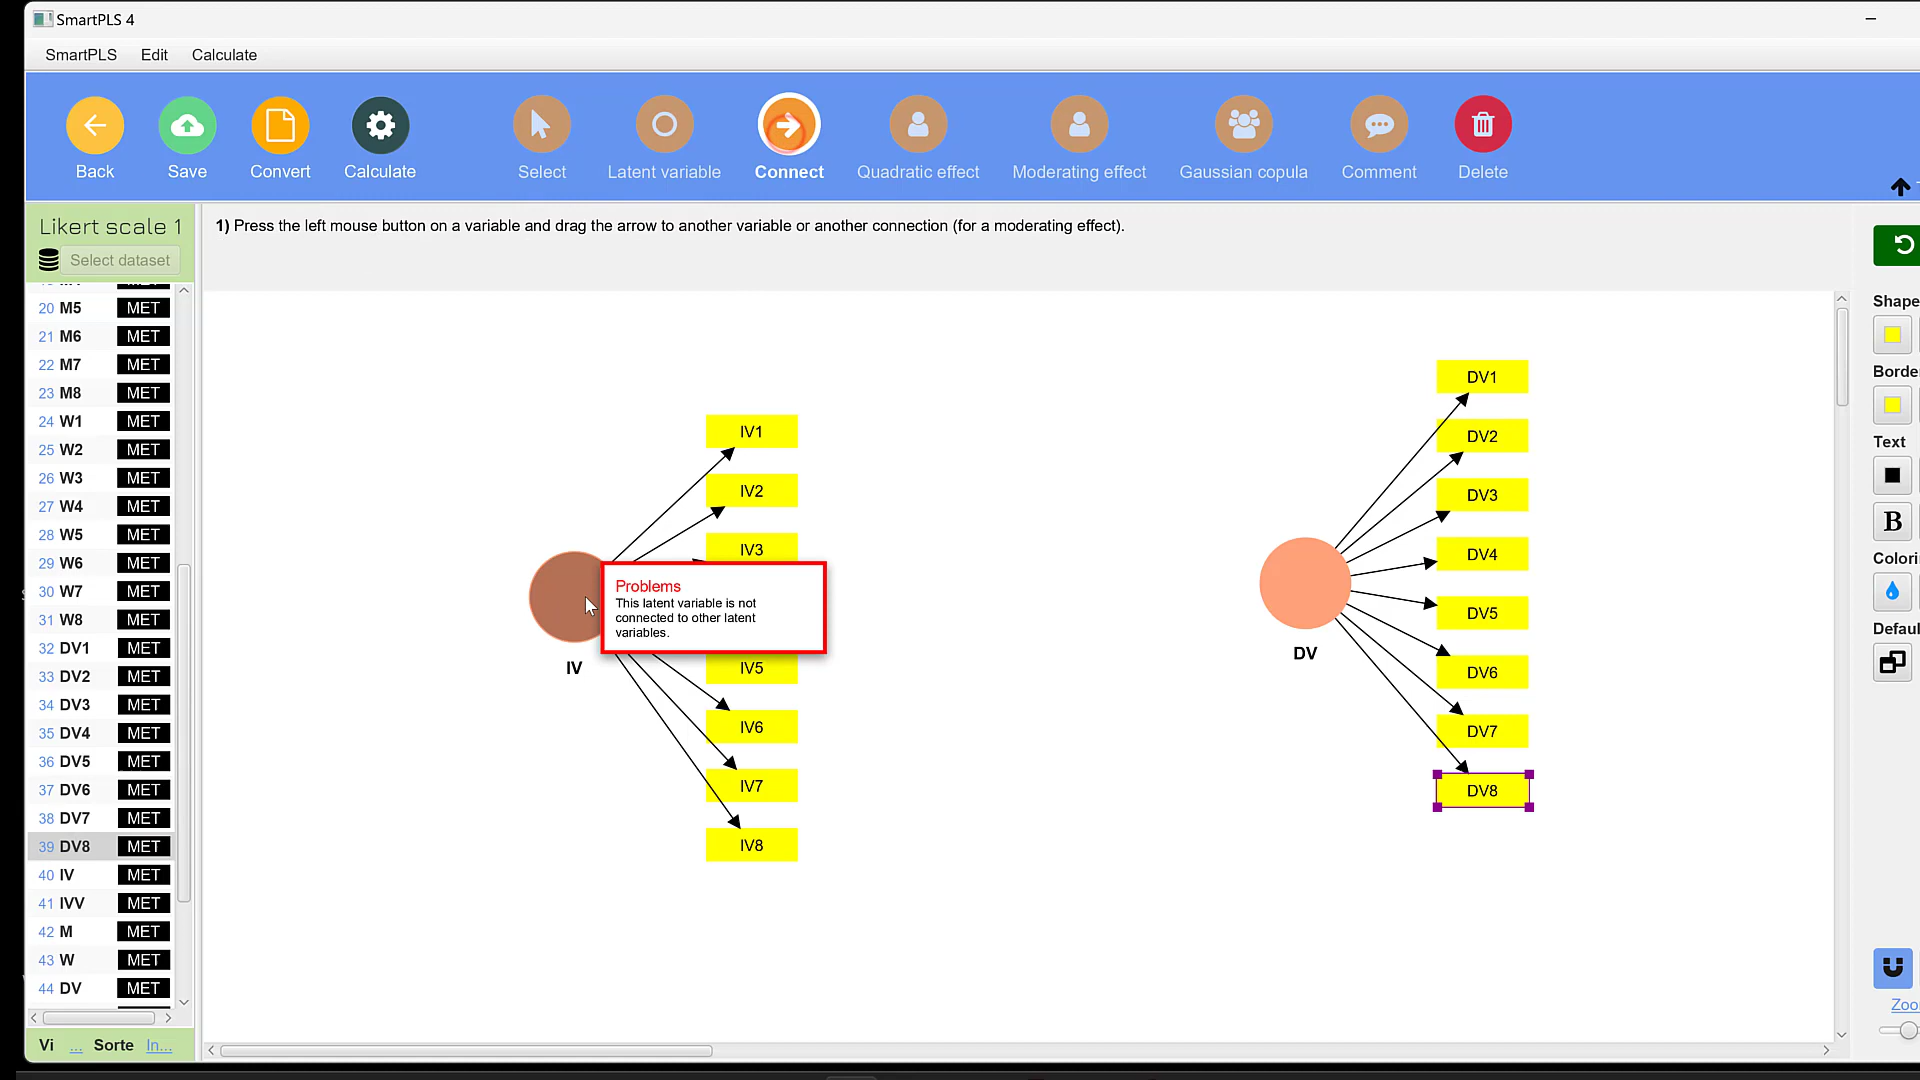 SmartPLS 4
SmartPLS Edit Calculate
Back Save Convert Calculate Select Latent variable Connect Quadratic effect Moderating effect Gaussian copula Comment Delete
Likert scale 1
Select dataset
1) Press the left mouse button on a variable and drag the arrow to another variable or another connection (for a moderating effect).
20 M5 MET
21 M6 MET
22 M7 MET
23 M8 MET
24 W1 MET
25 W2 MET
26 W3 MET
27 W4 MET
28 W5 MET
29 W6 MET
30 W7 MET
31 W8 MET
32 DV1 MET
33 DV2 MET
34 DV3 MET
35 DV4 MET
36 DV5 MET
37 DV6 MET
38 DV7 MET
39 DV8 MET
40 IV MET
41 IVV MET
42 M MET
43 W MET
44 DV MET
Vi ... Sorte In...
IV1
IV2
IV3
Problems
This latent variable is not
connected to other latent
variables.
IV5
IV6
IV7
IV8
IV
DV1
DV2
DV3
DV4
DV5
DV6
DV7
DV8
DV
Shape
Borde
Text
B
Colori
Defaul
Zoo